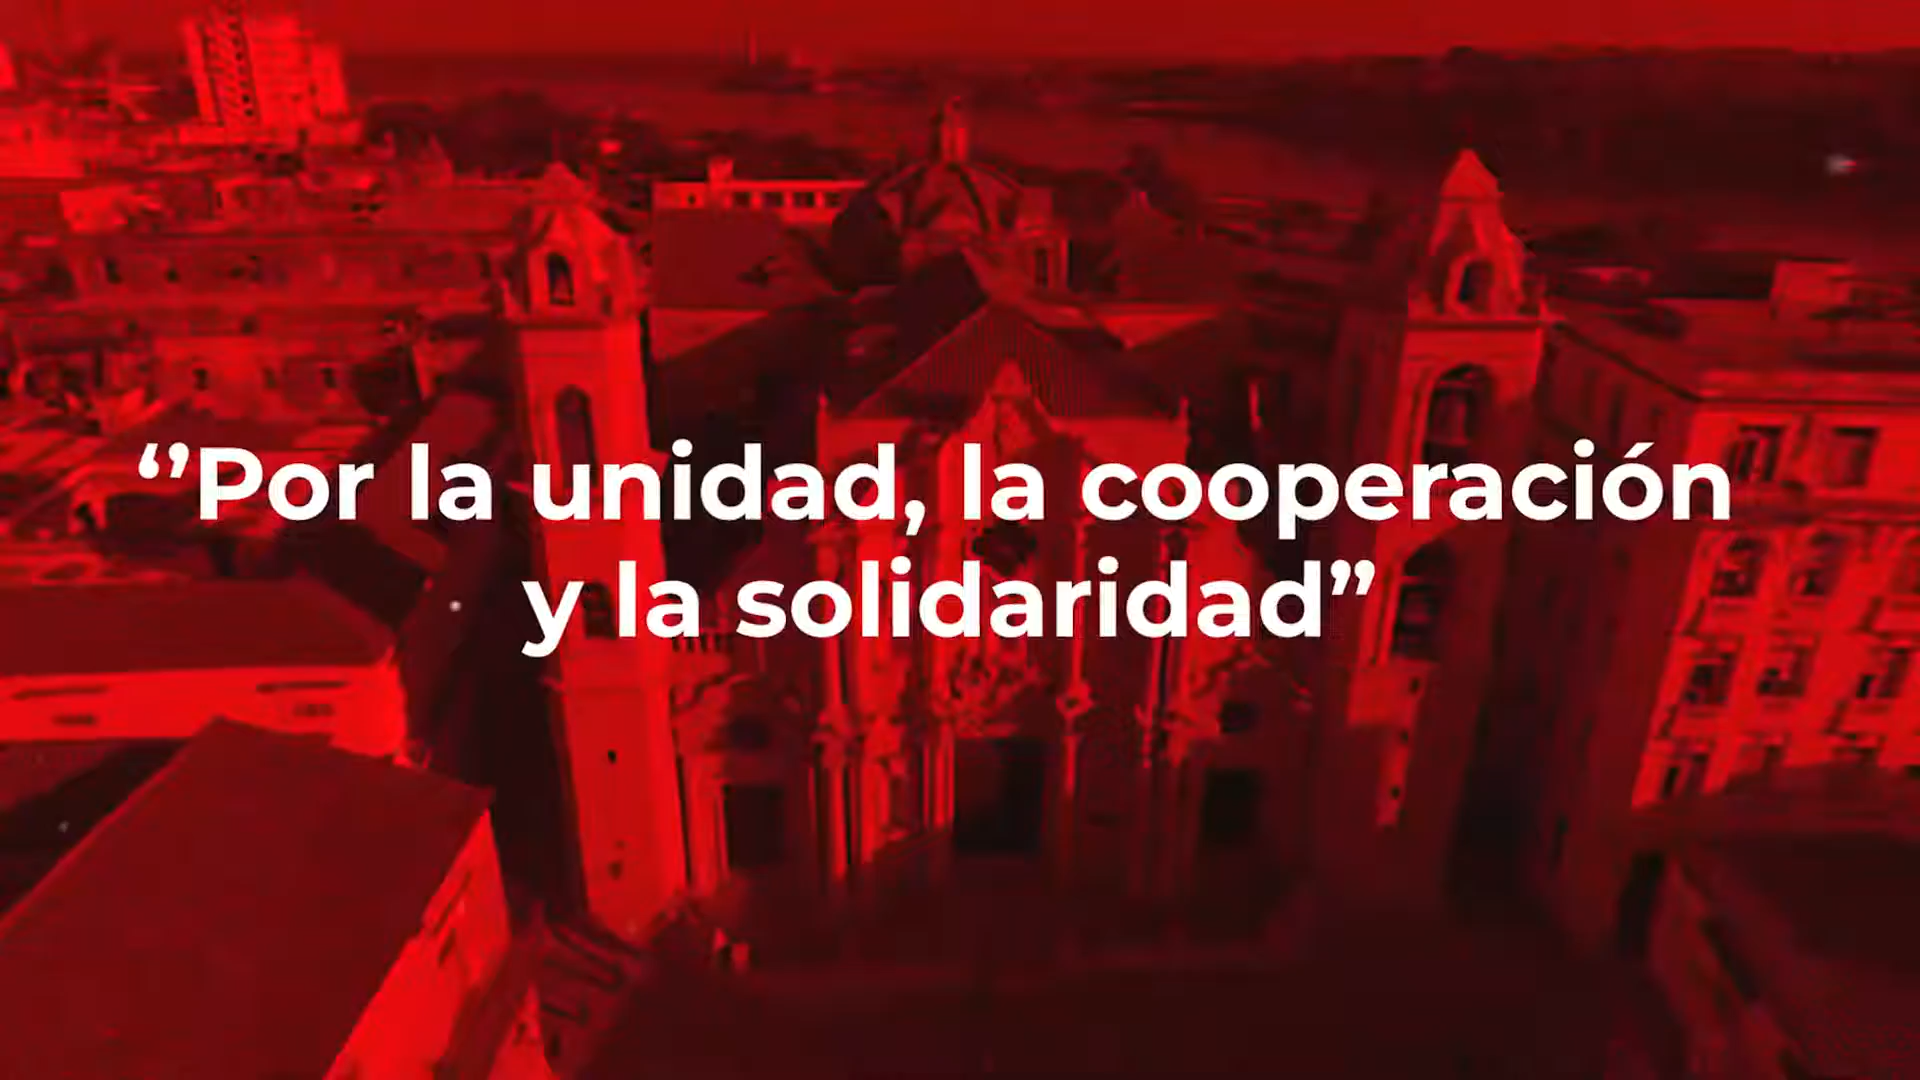 ‘’Por la unidad, la cooperación
y la solidaridad”